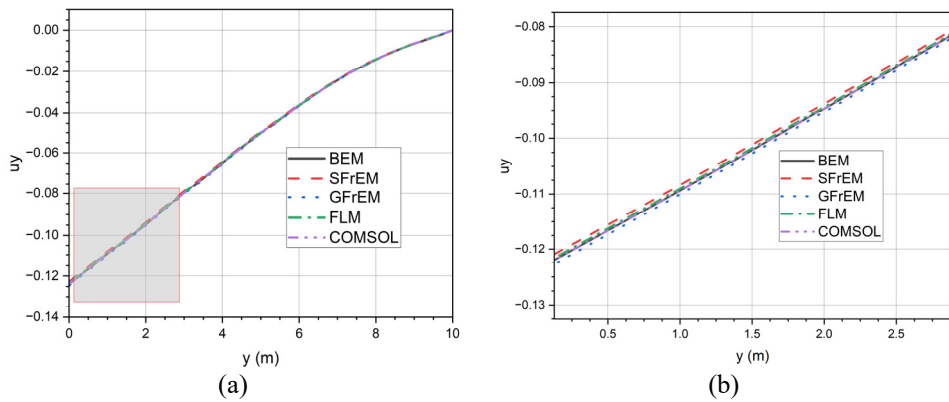 0.00
−0.02
−0.04
−0.06
−0.08
−0.10
−0.12
−0.14
uy
BEM
SFrEM
GFrEM
FLM
COMSOL
0 2 4 6 8 10
y (m)
(a)
−0.08
−0.09
−0.10
−0.11
−0.12
−0.13
uy
BEM
SFrEM
GFrEM
FLM
COMSOL
0.5 1.0 1.5 2.0 2.5
y (m)
(b)